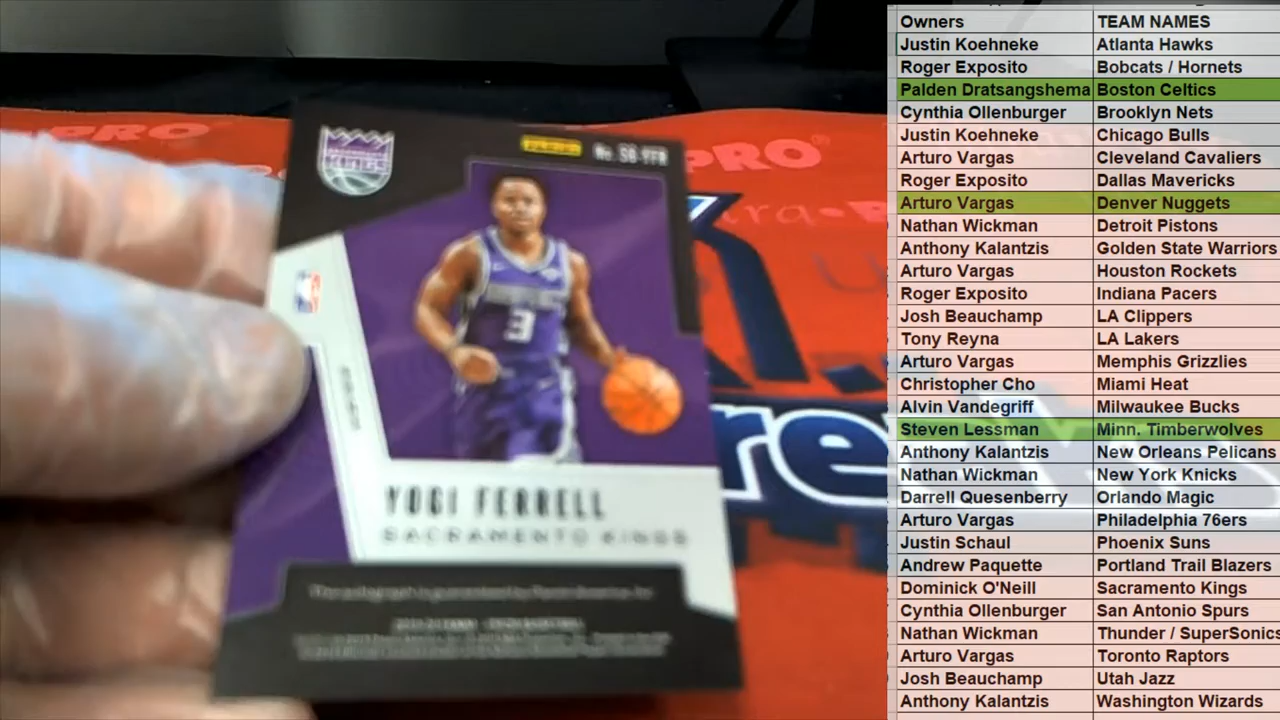 PRO
PRO
KINGS
PANINI
No. SG-YFR
3
YOGI FERRELL
SACRAMENTO KINGS
Owners TEAM NAMES
Justin Koehneke Atlanta Hawks
Roger Exposito Bobcats / Hornets
Palden Dratsangshema Boston Celtics
Cynthia Ollenburger Brooklyn Nets
Justin Koehneke Chicago Bulls
Arturo Vargas Cleveland Cavaliers
Roger Exposito Dallas Mavericks
Arturo Vargas Denver Nuggets
Nathan Wickman Detroit Pistons
Anthony Kalantzis Golden State Warriors
Arturo Vargas Houston Rockets
Roger Exposito Indiana Pacers
Josh Beauchamp LA Clippers
Tony Reyna LA Lakers
Arturo Vargas Memphis Grizzlies
Christopher Cho Miami Heat
Alvin Vandegriff Milwaukee Bucks
Steven Lessman Minn. Timberwolves
Anthony Kalantzis New Orleans Pelicans
Nathan Wickman New York Knicks
Darrell Quesenberry Orlando Magic
Arturo Vargas Philadelphia 76ers
Justin Schaul Phoenix Suns
Andrew Paquette Portland Trail Blazers
Dominick O'Neill Sacramento Kings
Cynthia Ollenburger San Antonio Spurs
Nathan Wickman Thunder / SuperSonics
Arturo Vargas Toronto Raptors
Josh Beauchamp Utah Jazz
Anthony Kalantzis Washington Wizards